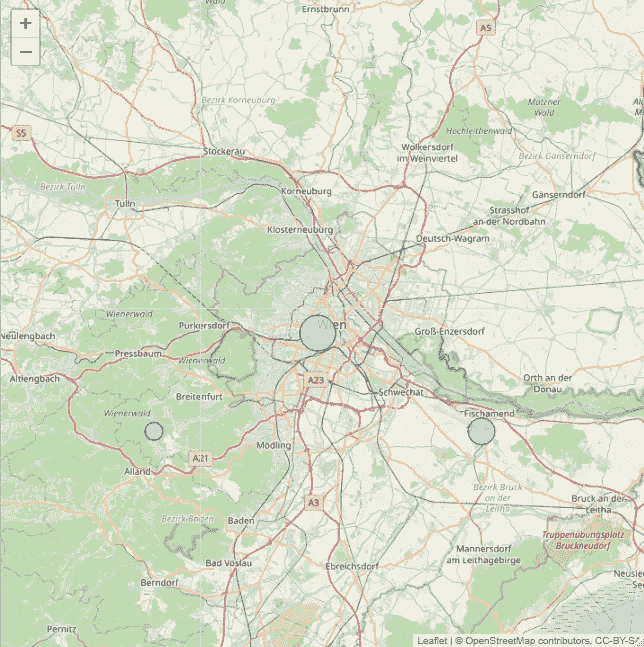 Wald
Ernstbrunn
+
−
A5
Bezirk Korneuburg
Matzner
Wald
S5
Hochleithenwald
Stockerau
Wolkersdorf
im Weinviertel
Bezirk Gänserndorf
Bezirk Tulln
Korneuburg
Gänserndorf
Tulln
Strasshof
an der Nordbahn
Klosterneuburg
Deutsch-Wagram
Wienerwald
Purkersdorf
Wien
Groß-Enzersdorf
Neulengbach
Pressbaum
Wienerwald
Altlengbach
A23
Orth an der
Donau
Breitenfurt
Schwechat
Wienerwald
Fischamend
Mödling
A21
Alland
Bezirk Bruck
an der
Leitha
A3
Bruck an der
Leitha
Bezirk Baden
Baden
Truppenübungsplatz
Bruckneudorf
Mannersdorf
am Leithagebirge
Bad Vöslau
Ebreichsdorf
Berndorf
Pernitz
Leaflet | © OpenStreetMap contributors, CC-BY-SA